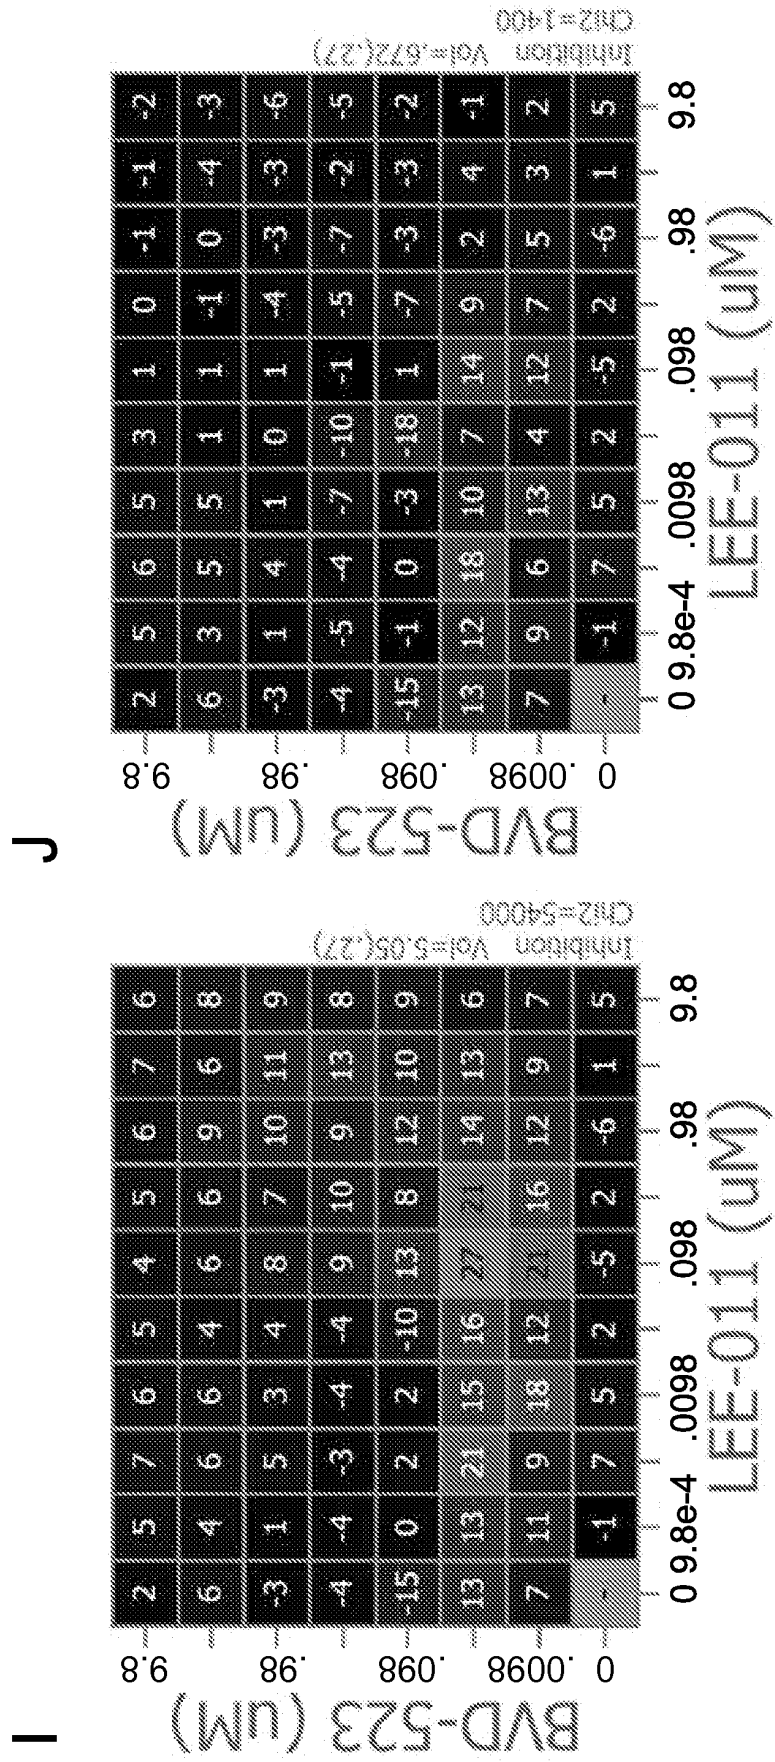 I
Inhibition Vol=5.05(.27)
Chi2=54000
BVD-523 (uM)
9.8 2 5 7 6 5 4 5 6 7 6
6 4 6 6 4 6 6 9 6 8
.98 -3 1 5 3 4 8 7 10 11 9
-4 -4 -3 -4 -4 9 10 9 13 8
.098 -15 0 2 2 -10 13 8 12 10 9
13 13 21 15 16 27 21 14 13 6
.0098 7 11 9 18 12 21 16 12 9 7
0 - -1 7 5 2 -5 2 -6 1 5
0 9.8e-4 .0098 .098 .98 9.8
LEE-011 (uM)
J
Inhibition Vol=.672(.27)
Chi2=1400
BVD-523 (uM)
9.8 2 5 6 5 3 1 0 -1 -1 -2
6 3 5 5 1 1 -1 0 -4 -3
.98 -3 1 4 1 0 1 -4 -3 -3 -6
-4 -5 -4 -7 -10 -1 -5 -7 -2 -5
.098 -15 -1 0 -3 -18 1 -7 -3 -3 -2
13 12 18 10 7 14 9 2 4 -1
.0098 7 9 6 13 4 12 7 5 3 2
0 - -1 7 5 2 -5 2 -6 1 5
0 9.8e-4 .0098 .098 .98 9.8
LEE-011 (uM)